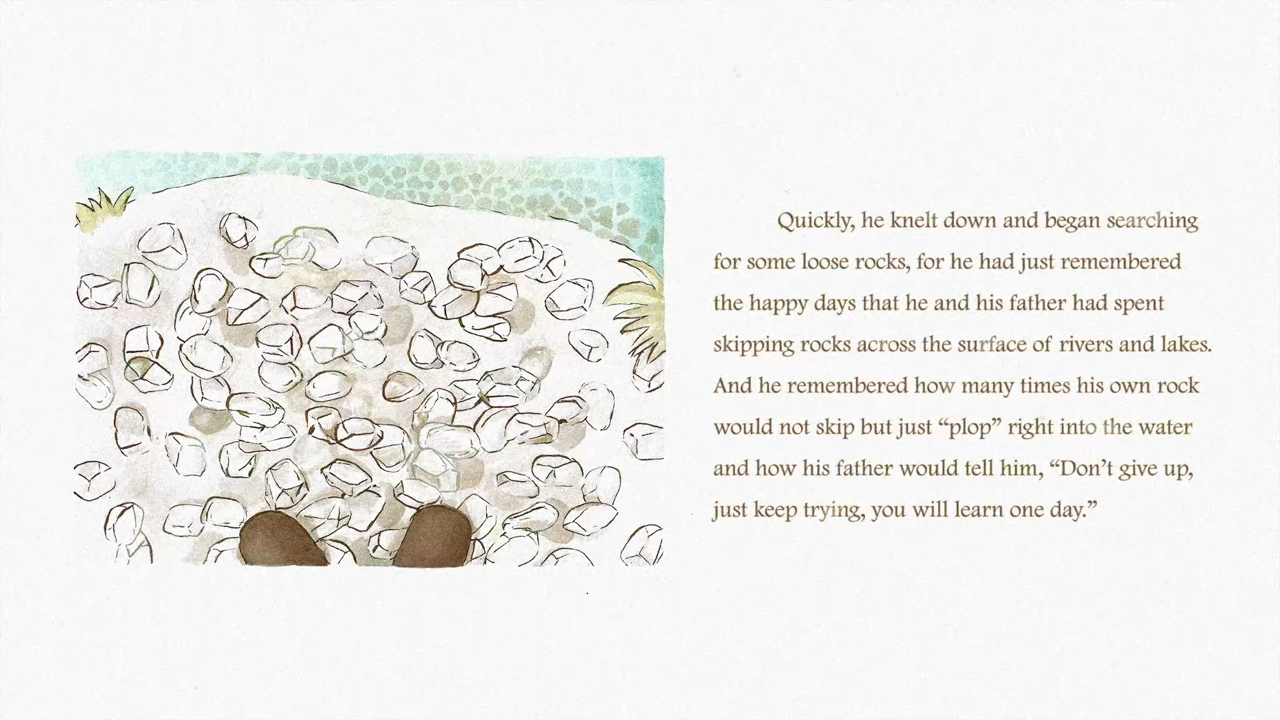 Quickly, he knelt down and began searching
for some loose rocks, for he had just remembered
the happy days that he and his father had spent
skipping rocks across the surface of rivers and lakes.
And he remembered how many times his own rock
would not skip but just “plop” right into the water
and how his father would tell him, “Don’t give up,
just keep trying, you will learn one day.”